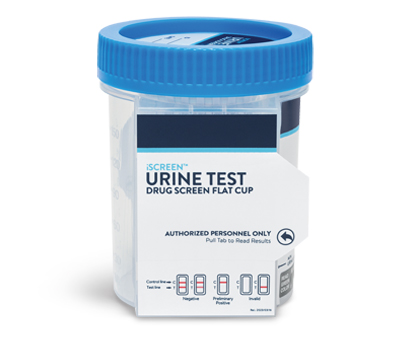 iSCREEN™
URINE TEST
DRUG SCREEN FLAT CUP
AUTHORIZED PERSONNEL ONLY
Pull Tab to Read Results
Control line
Test line
C
T
Negative
Preliminary
Positive
Invalid